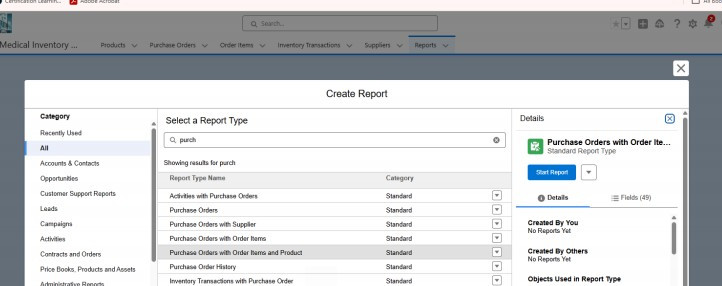 Certification Learnin...
Adobe Acrobat
All Boo
Search...
Medical Inventory ...
Products
Purchase Orders
Order Items
Inventory Transactions
Suppliers
Reports
Create Report
Category
Recently Used
All
Accounts & Contacts
Opportunities
Customer Support Reports
Leads
Campaigns
Activities
Contracts and Orders
Price Books, Products and Assets
Administrative Reports
Select a Report Type
purch
Showing results for purch
Report Type Name Category
Activities with Purchase Orders Standard
Purchase Orders Standard
Purchase Orders with Supplier Standard
Purchase Orders with Order Items Standard
Purchase Orders with Order Items and Product Standard
Purchase Order History Standard
Inventory Transactions with Purchase Order Standard
Details
Purchase Orders with Order Ite...
Standard Report Type
Start Report
Details
Fields (49)
Created By You
No Reports Yet
Created By Others
No Reports Yet
Objects Used in Report Type